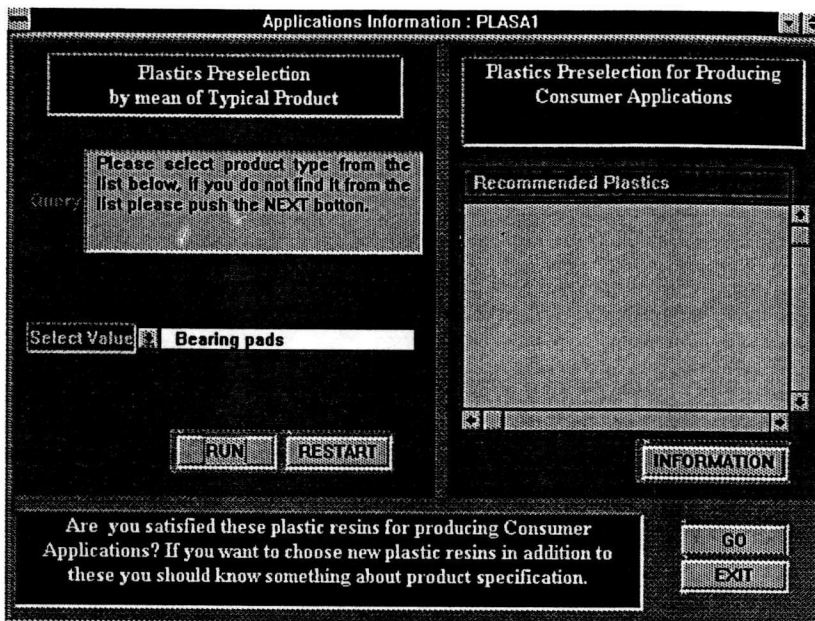 Applications Information : PLASA1
Plastics Preselection
by mean of Typical Product
Query
Please select product type from the
list below, if you do not find it from the
list please push the NEXT botton.
Select Value
Bearing pads
RUN
RESTART
Plastics Preselection for Producing
Consumer Applications
Recommended Plastics
INFORMATION
Are you satisfied these plastic resins for producing Consumer
Applications? If you want to choose new plastic resins in addition to
these you should know something about product specification.
GO
EXIT